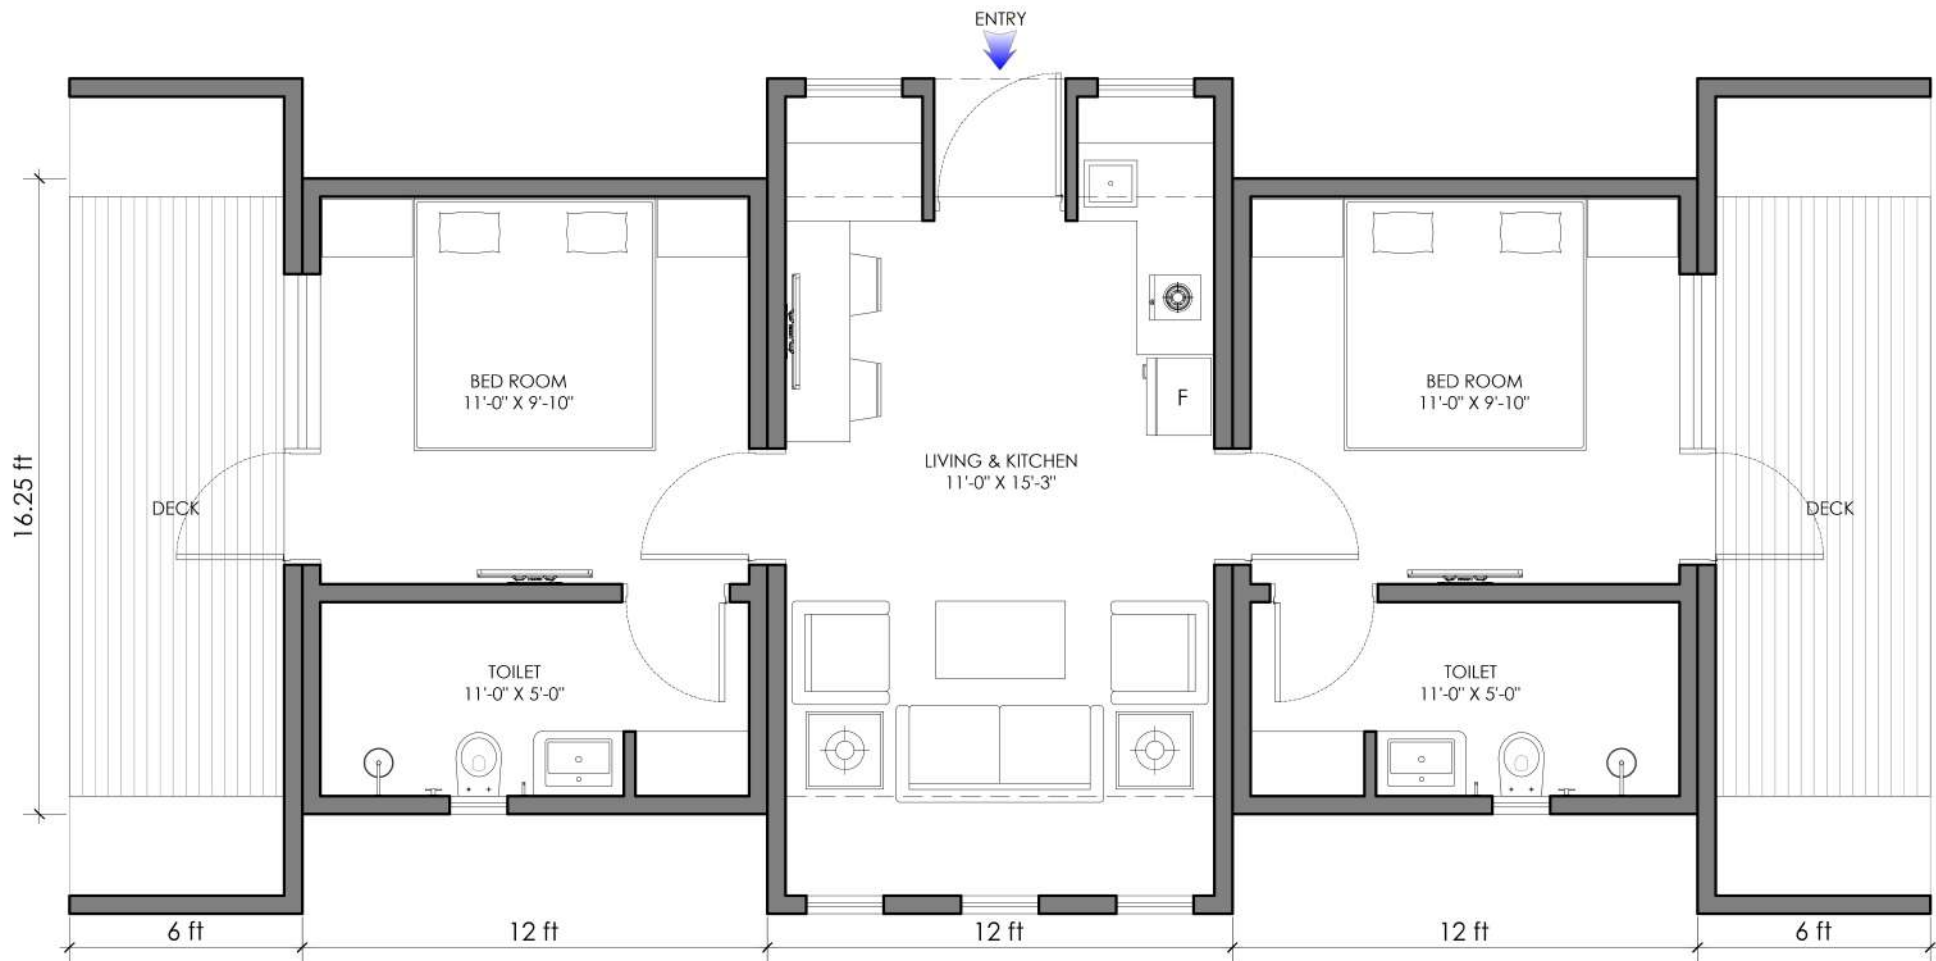 ENTRY
BED ROOM
11'-0" X 9'-10"
BED ROOM
11'-0" X 9'-10"
F
LIVING & KITCHEN
11'-0" X 15'-3"
16.25 ft
DECK
DECK
TOILET
11'-0" X 5'-0"
TOILET
11'-0" X 5'-0"
6 ft
12 ft
12 ft
12 ft
6 ft